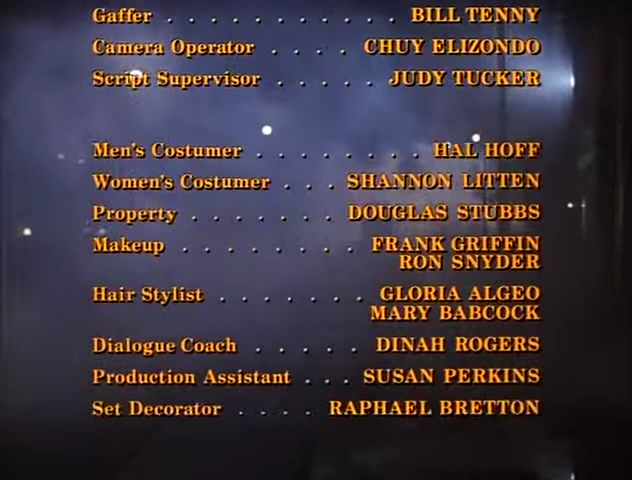 Gaffer . . . . . . . . . . . BILL TENNY
Camera Operator . . . . CHUY ELIZONDO
Script Supervisor . . . . . JUDY TUCKER
Men's Costumer . . . . . . . . HAL HOFF
Women's Costumer . . . SHANNON LITTEN
Property . . . . . . . DOUGLAS STUBBS
Makeup . . . . . . . . FRANK GRIFFIN
RON SNYDER
Hair Stylist . . . . . . . GLORIA ALGEO
MARY BABCOCK
Dialogue Coach . . . . . DINAH ROGERS
Production Assistant . . . SUSAN PERKINS
Set Decorator . . . . RAPHAEL BRETTON